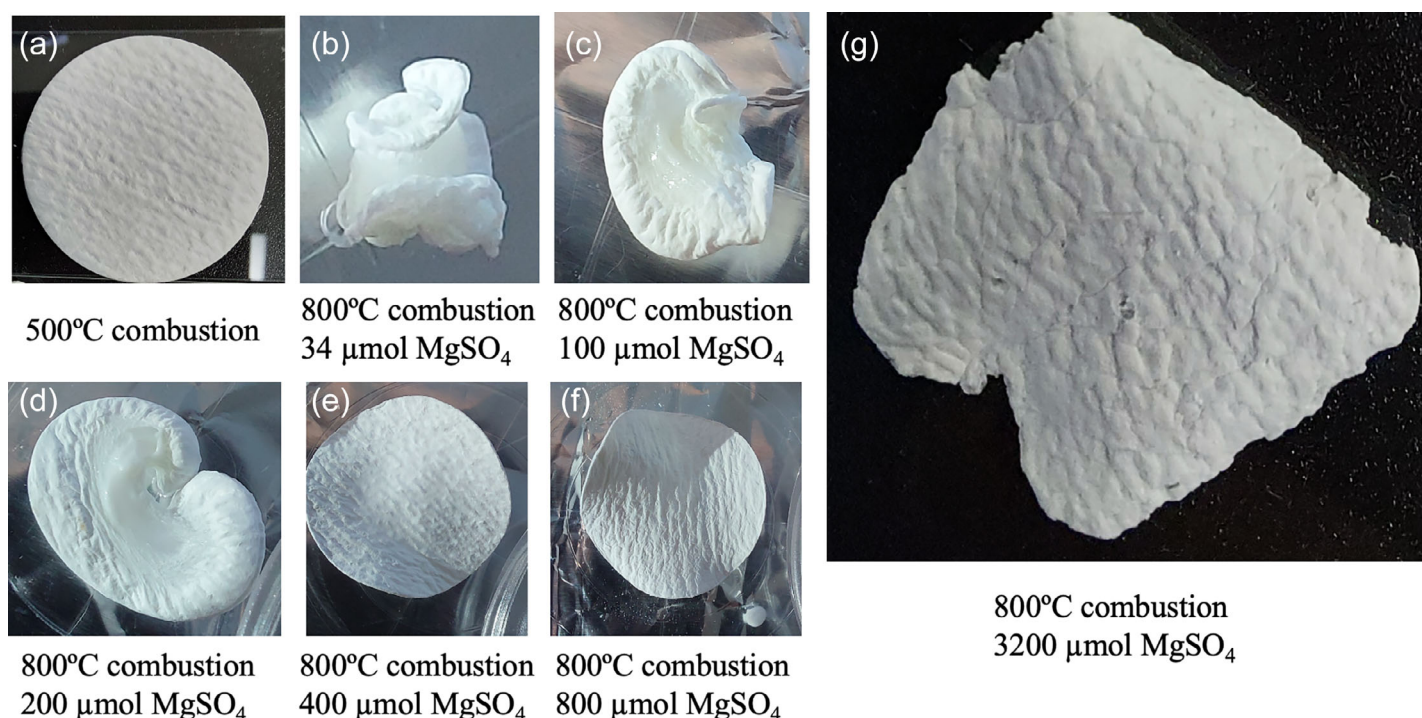 (a)
(b)
(c)
(g)
500ºC combustion
800ºC combustion
34 µmol MgSO₄
800ºC combustion
100 µmol MgSO₄
(d)
(e)
(f)
800ºC combustion
200 µmol MgSO₄
800ºC combustion
400 µmol MgSO₄
800ºC combustion
800 µmol MgSO₄
800ºC combustion
3200 µmol MgSO₄